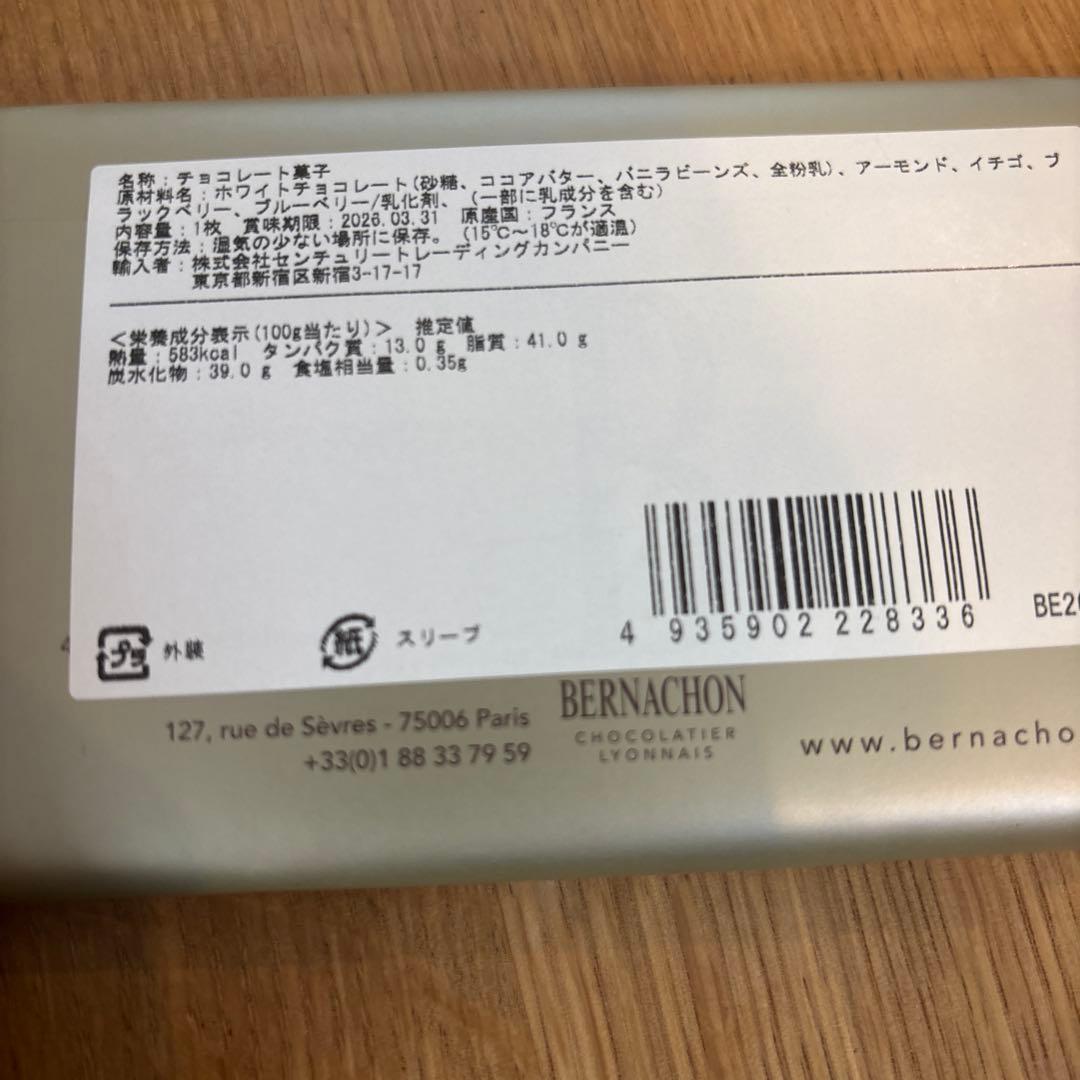 名称:チョコレート菓子
原材料名:ホワイトチョコレート(砂糖、ココアバター、バニラビーンズ、全粉乳)、アーモンド、イチゴ、ブ
ラックベリー、ブルーベリー/乳化剤、(一部に乳成分を含む)
内容量:1枚 賞味期限:2026.03.31 原産国:フランス
保存方法:湿気の少ない場所に保存。(15℃～18℃が適温)
輸入者:株式会社センチュリートレーディングカンパニー
東京都新宿区新宿3-17-17
<栄養成分表示(100g当たり)> 推定値
熱量:583kcal タンパク質:13.0 g 脂質:41.0 g
炭水化物:39.0 g 食塩相当量:0.35g
4 935902 228336
プラ 外装
紙 スリーブ
127, rue de Sèvres - 75006 Paris
+33(0)1 88 33 79 59
BERNACHON
CHOCOLATIER
LYONNAIS